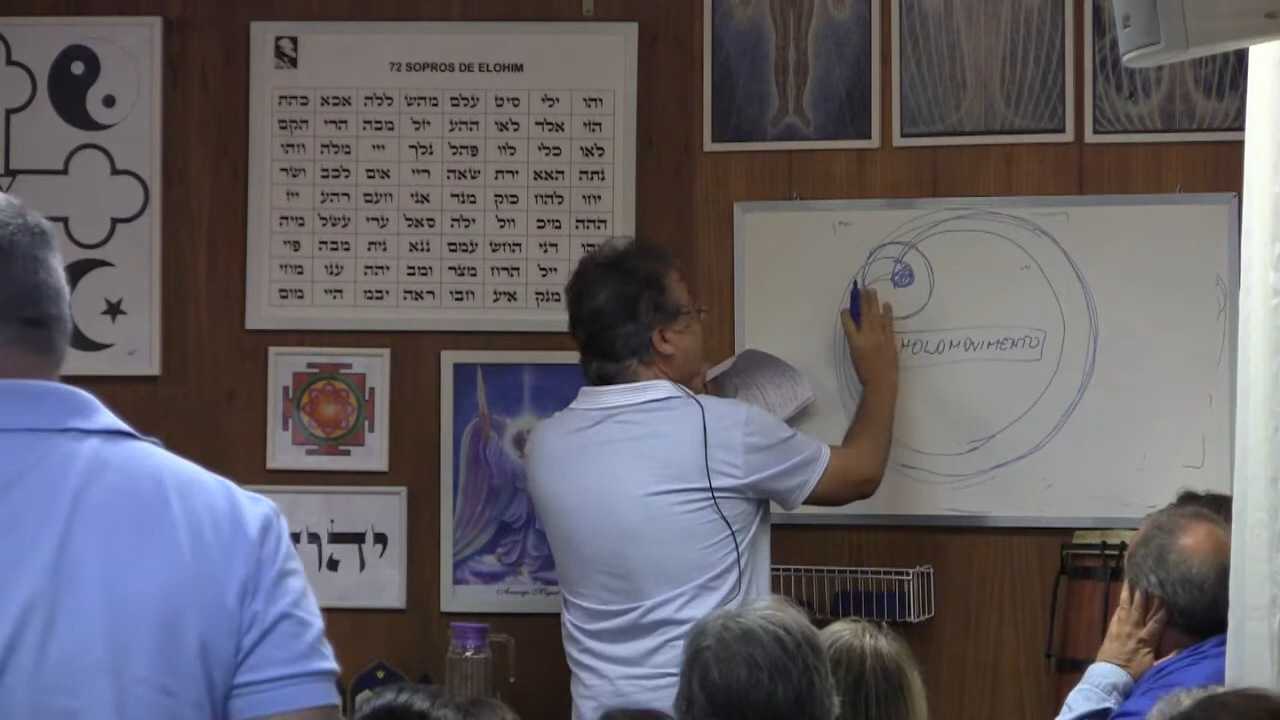 72 SOPROS DE ELOHIM
והו ילי סיט עלם מהש ללה אכא כהת
הזי אלד לאו ההע יזל מבה הרי הקם
לאו כלי לוו פהל נלך ייי מלה חהו
נתה האא ירת שאה ריי אום לכב ושר
יחו להח כוק מנד אני חעם רהע ייז
ההה מיכ וול ילה סאל ערי עשל מיה
והו דני החש עמם ננא נית מבה פוי
ייל הרח מצר ומב יהה ענו מחי
מנק איע חבו ראה יבמ היי מום
HOLOMOVIMENTO
יהוה
Arcanjo Miguel